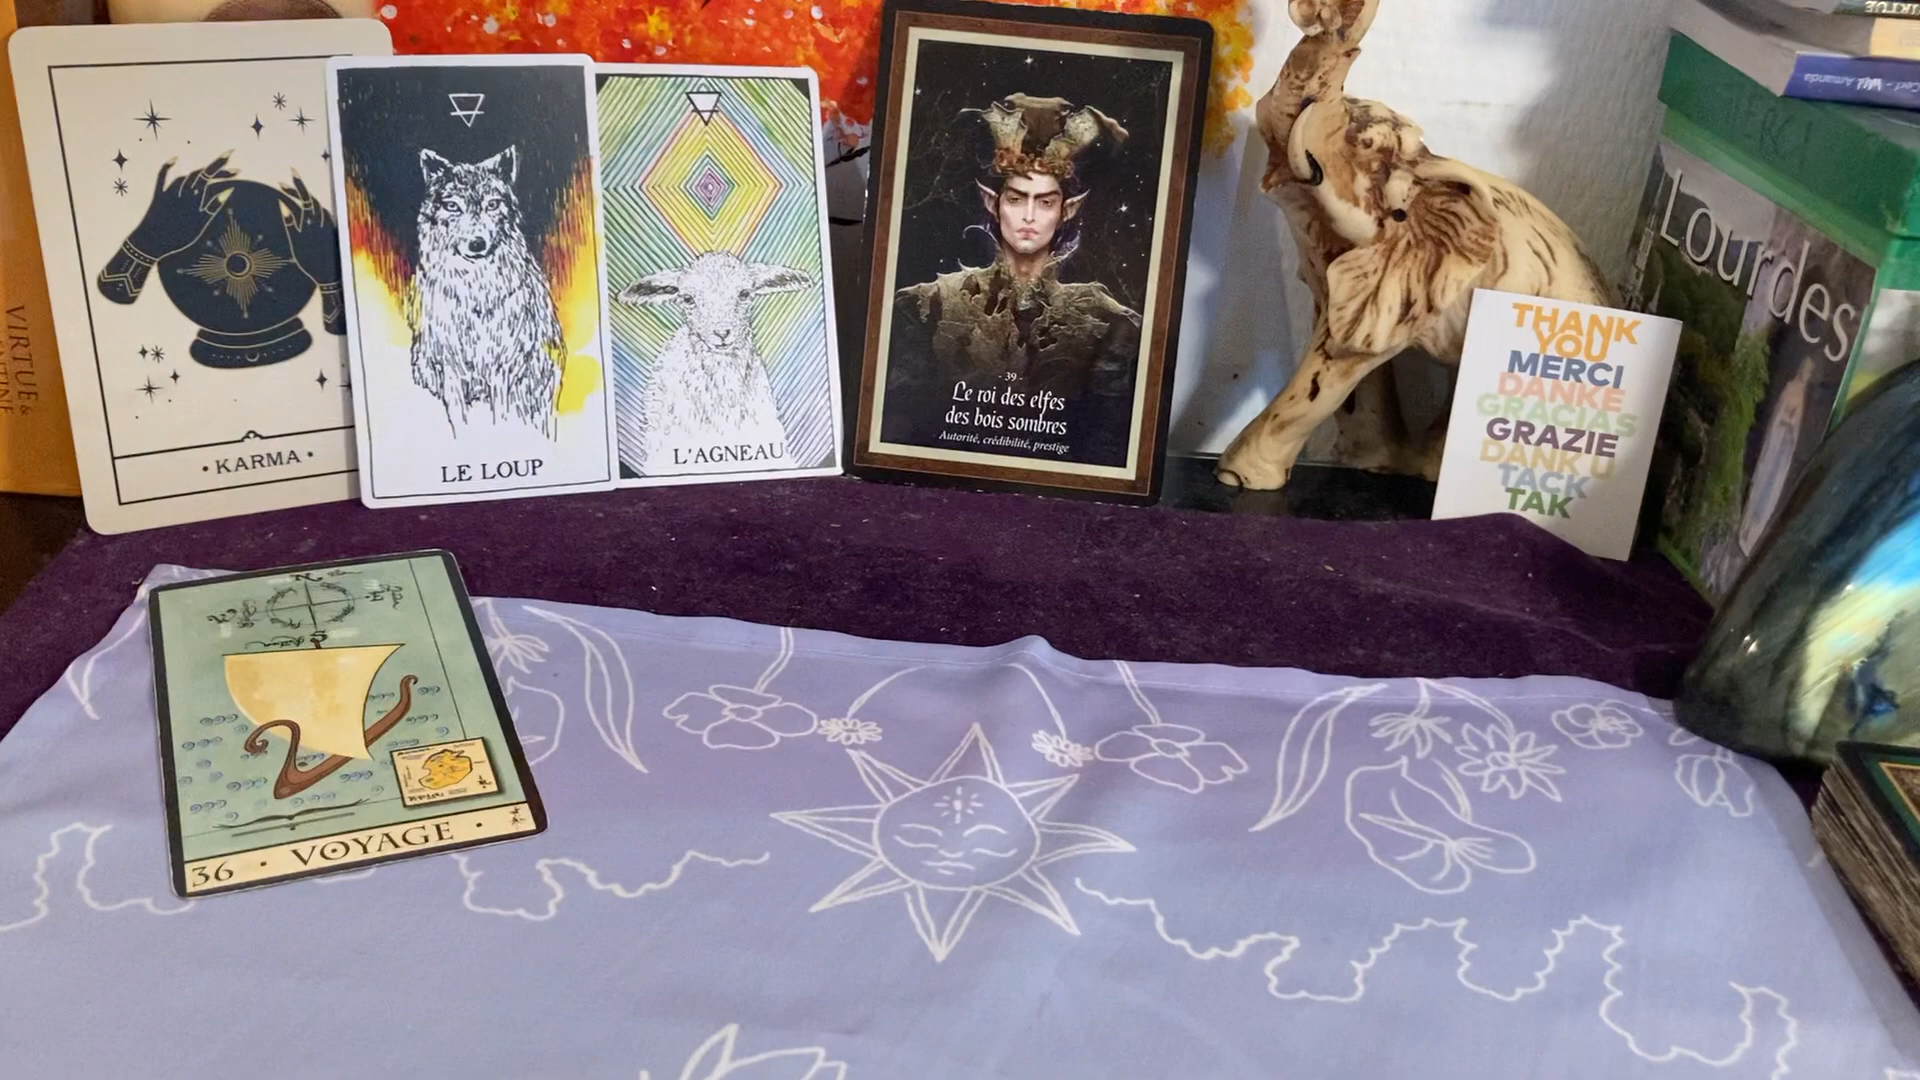 • KARMA •
LE LOUP
L'AGNEAU
- 39 -
Le roi des elfes
des bois sombres
Autorité, crédibilité, prestige
THANK
YOU
MERCI
DANKE
GRACIAS
GRAZIE
DANK U
TACK
TAK
Lourdes
VIRTUE &
Amanda
36 • VOYAGE •
N
S